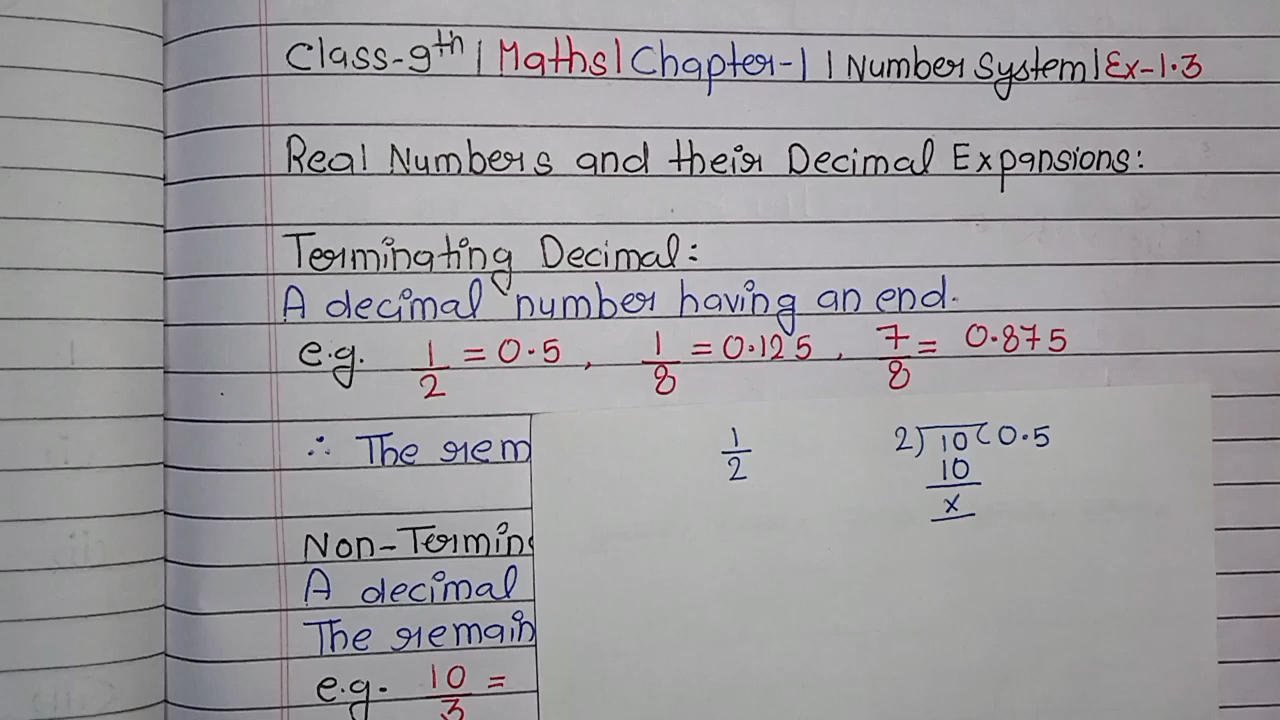 Class-9th | Maths | Chapter-1 | Number System | Ex-1.3
Real Numbers and their Decimal Expansions:
Terminating Decimal:
A decimal number having an end.
e.g. 1/2 = 0.5, 1/8 = 0.125, 7/8 = 0.875
∴ The rem
1/2
2)10(0.5
10
x
Non-Termin
A decimal
The remain
e.g. 10/3 =